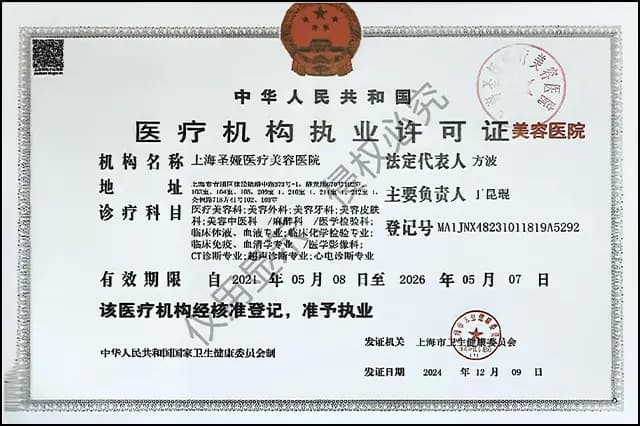 中华人民共和国
医疗机构执业许可证 美容医院
机构名称 上海圣娅医疗美容医院
法定代表人 方波
地址
主要负责人 丁昆琨
诊疗科目 医疗美容科;美容外科;美容牙科;美容皮肤
科;美容中医科 /麻醉科 /医学检验科;
临床体液、血液专业;临床化学检验专业;
临床免疫、血清学专业 /医学影像科;
CT诊断专业;超声诊断专业;心电诊断专业
登记号 MA1JNX48231011819A5292
有效期限 自 2021 年 05 月 08 日至 2026 年 05 月 07 日
该医疗机构经核准登记，准予执业
中华人民共和国国家卫生健康委员会制
发证机关 上海市卫生健康委员会
发证日期 2024 年 12 月 09 日
侵权必究